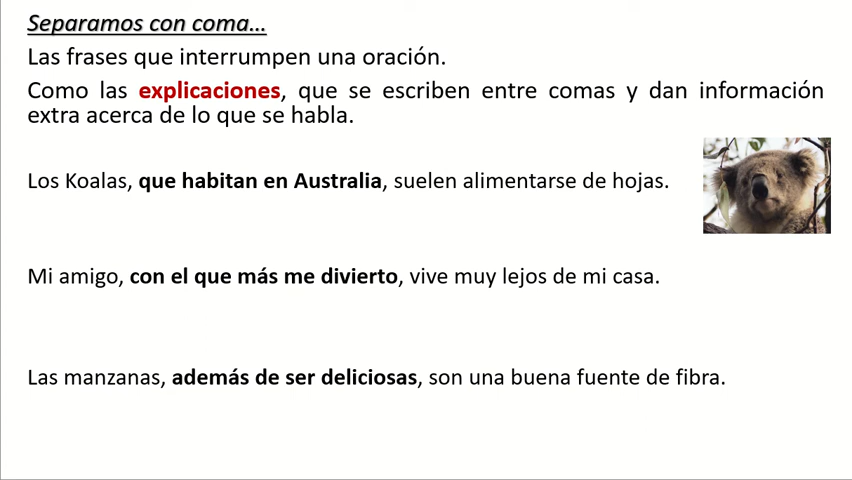 Separamos con coma...
Las frases que interrumpen una oración.
Como las explicaciones, que se escriben entre comas y dan información
extra acerca de lo que se habla.
Los Koalas, que habitan en Australia, suelen alimentarse de hojas.
Mi amigo, con el que más me divierto, vive muy lejos de mi casa.
Las manzanas, además de ser deliciosas, son una buena fuente de fibra.